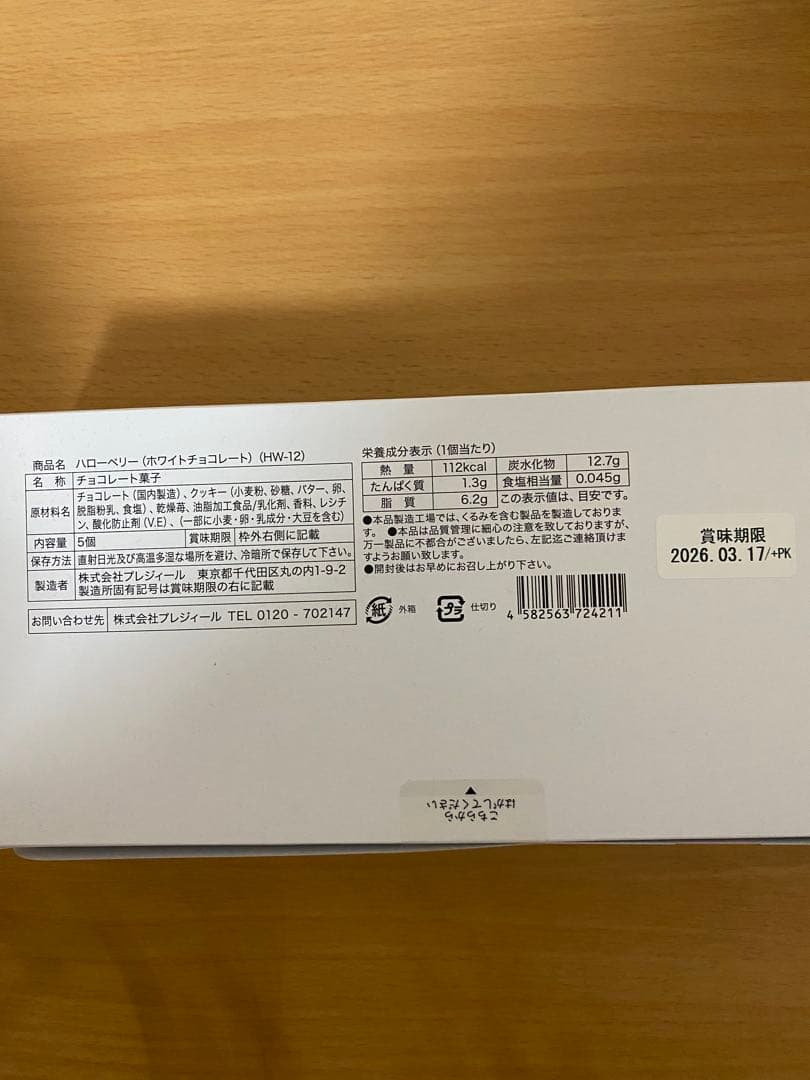 商品名 ハローベリー(ホワイトチョコレート)(HW-12)
名 称 チョコレート菓子
原材料名 チョコレート(国内製造)、クッキー(小麦粉、砂糖、バター、卵、
脱脂粉乳、食塩)、乾燥苺、油脂加工食品/乳化剤、香料、レシチ
ン、酸化防止剤(V.E)、(一部に小麦・卵・乳成分・大豆を含む)
内容量 5個 賞味期限 枠外右側に記載
保存方法 直射日光及び高温多湿な場所を避け、冷暗所で保存して下さい。
製造者 株式会社プレジィール 東京都千代田区丸の内1-9-2
製造所固有記号は賞味期限の右に記載
お問い合わせ先 株式会社プレジィール TEL 0120 - 702147
栄養成分表示(1個当たり)
熱 量 112kcal 炭水化物 12.7g
たんぱく質 1.3g 食塩相当量 0.045g
脂 質 6.2g この表示値は、目安です。
●本品製造工場では、くるみを含む製品を製造しておりま
す。 ●本品は品質管理に細心の注意を致しておりますが、
万一製品に不都合がございましたら、左記迄ご連絡頂けま
すようお願い致します。
●開封後はお早めにお召し上がり下さい。
紙 外箱 プラ 仕切り
4 582563 724211
賞味期限
2026.03.17/+PK
こちらから
はがしてください